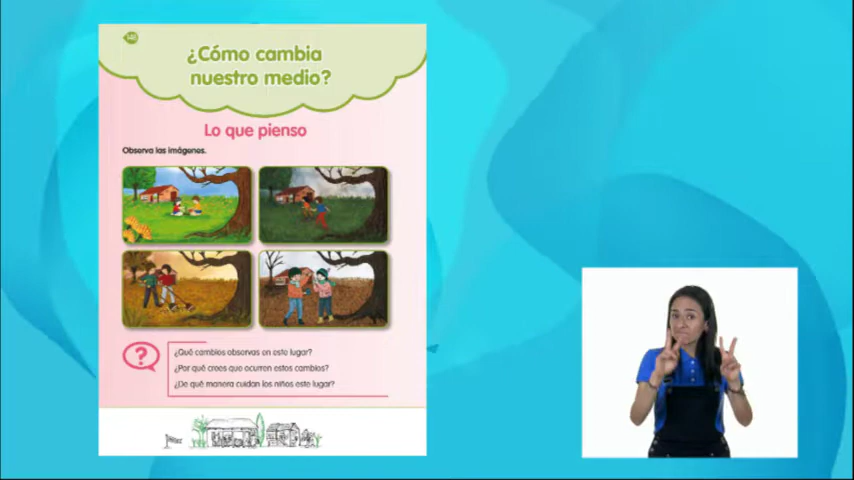 ¿Cómo cambia
nuestro medio?
Lo que pienso
Observa las imágenes.
?
¿Qué cambios observas en este lugar?
¿Por qué crees que ocurren estos cambios?
¿De qué manera cuidan los niños este lugar?